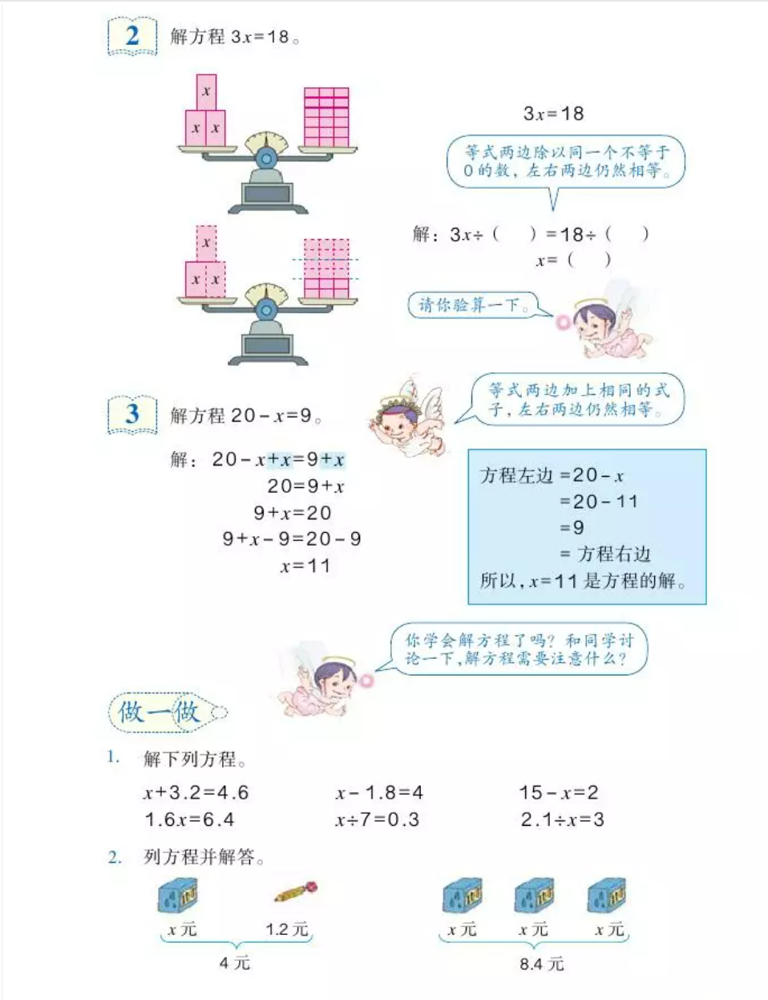 2 解方程 3x=18。
x
x x
3x=18
等式两边除以同一个不等于
0的数，左右两边仍然相等。
解：3x÷（ ）=18÷（ ）
x=（ ）
x
x x
请你验算一下。
3 解方程 20-x=9。
等式两边加上相同的式
子，左右两边仍然相等。
解：20-x+x=9+x
20=9+x
9+x=20
9+x-9=20-9
x=11
方程左边=20-x
=20-11
=9
=方程右边
所以，x=11是方程的解。
你学会解方程了吗？和同学讨
论一下，解方程需要注意什么？
做一做
1. 解下列方程。
x+3.2=4.6 x-1.8=4 15-x=2
1.6x=6.4 x÷7=0.3 2.1÷x=3
2. 列方程并解答。
x元 1.2元 x元 x元 x元
4元 8.4元